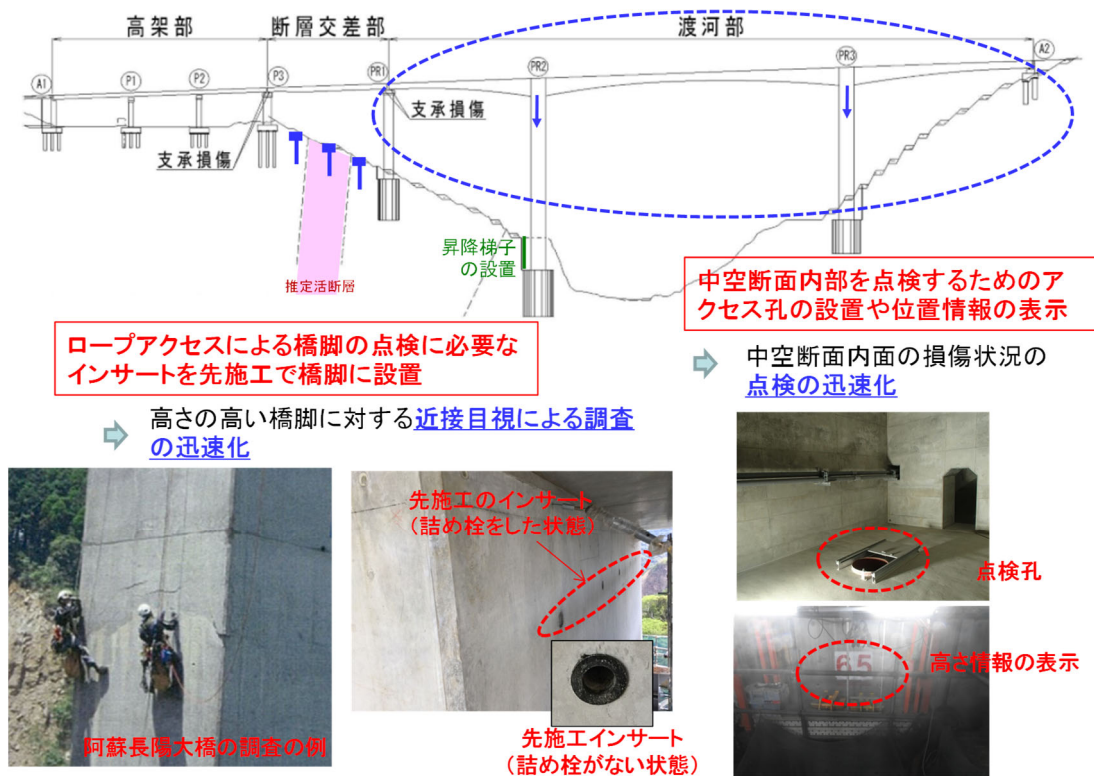 高架部
断層交差部
渡河部
A1
P1
P2
P3
PR1
PR2
PR3
A2
支承損傷
支承損傷
昇降梯子
の設置
推定活断層
中空断面内部を点検するためのア
クセス孔の設置や位置情報の表示
ロープアクセスによる橋脚の点検に必要な
インサートを先施工で橋脚に設置
中空断面内面の損傷状況の
点検の迅速化
高さの高い橋脚に対する近接目視による調査
の迅速化
先施工のインサート
(詰め栓をした状態)
点検孔
65
高さ情報の表示
阿蘇長陽大橋の調査の例
先施工インサート
(詰め栓がない状態)